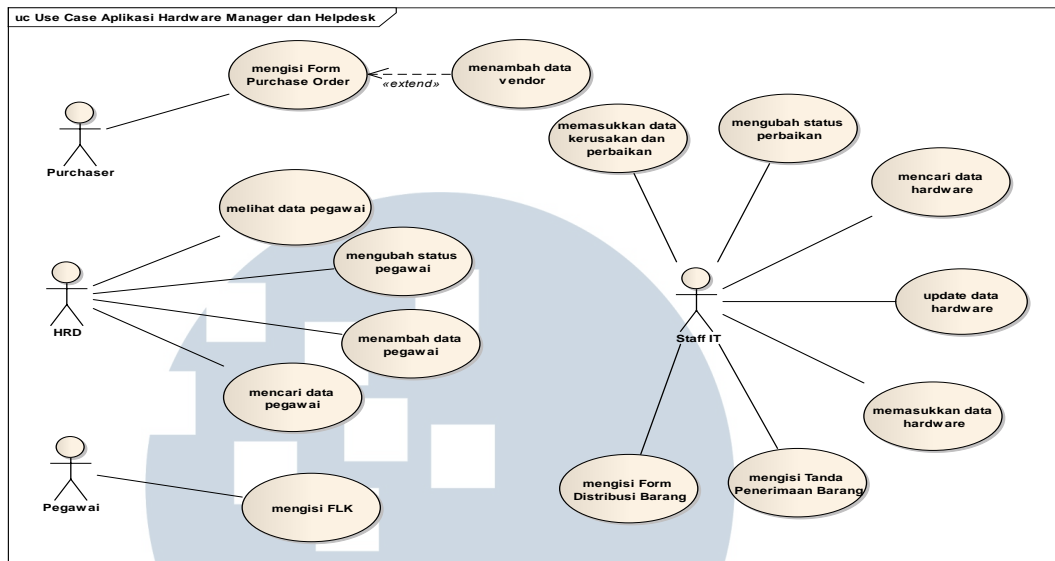 uc Use Case Aplikasi Hardware Manager dan Helpdesk
mengisi Form
Purchase Order
«extend»
menambah data
vendor
Purchaser
memasukkan data
kerusakan dan
perbaikan
mengubah status
perbaikan
mencari data
hardware
melihat data pegawai
mengubah status
pegawai
HRD
menambah data
pegawai
mencari data
pegawai
Staff IT
update data
hardware
memasukkan data
hardware
Pegawai
mengisi FLK
mengisi Form
Distribusi Barang
mengisi Tanda
Penerimaan Barang